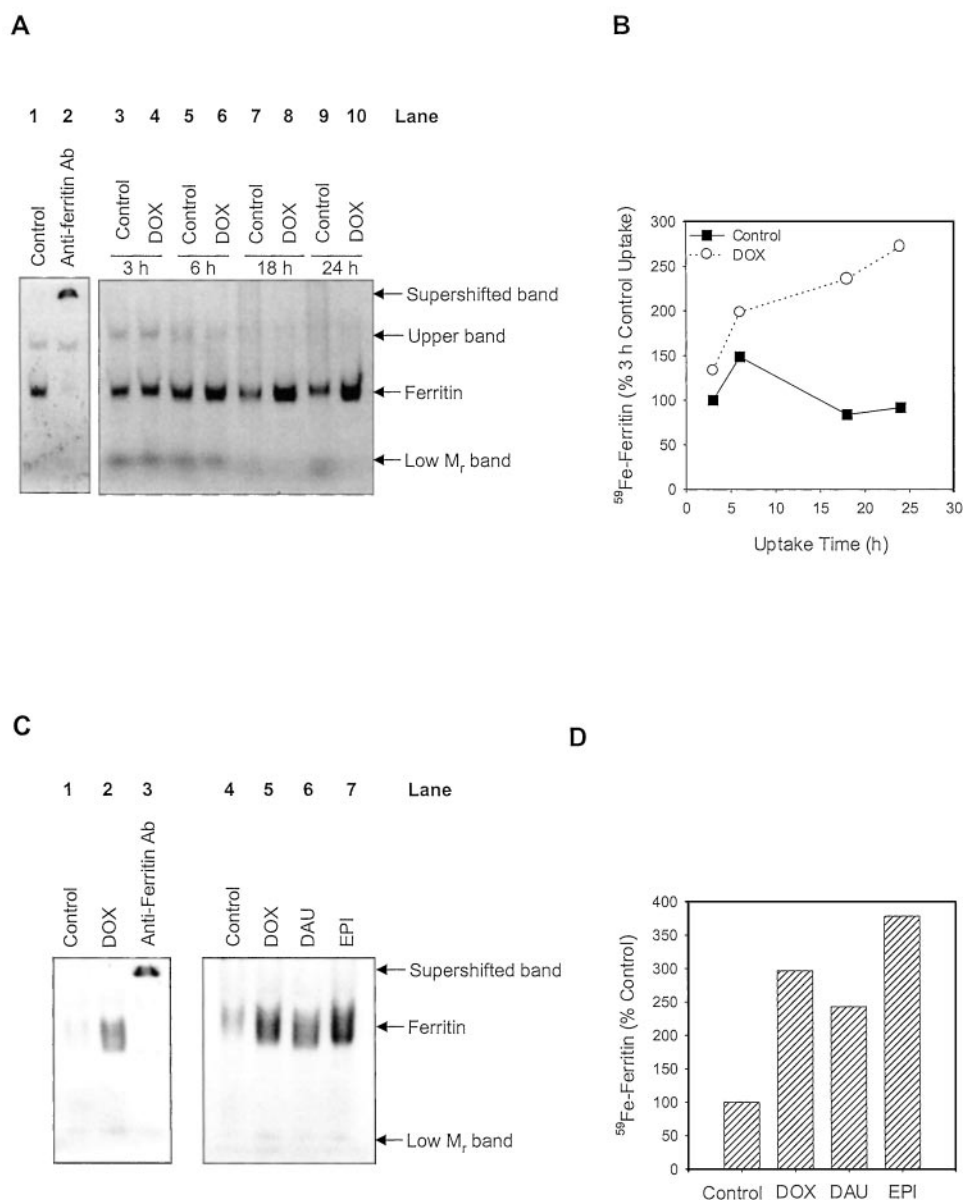 A
1 2 3 4 5 6 7 8 9 10 Lane
Control
Anti-ferritin Ab
Control
DOX
Control
DOX
Control
DOX
Control
DOX
3 h 6 h 18 h 24 h
Supershifted band
Upper band
Ferritin
Low Mr band
B
300
250
200
150
100
50
0
Control
DOX
59Fe-Ferritin (% 3 h Control Uptake)
0 5 10 15 20 25 30
Uptake Time (h)
C
1 2 3 4 5 6 7 Lane
Control
DOX
Anti-Ferritin Ab
Control
DOX
DAU
EPI
Supershifted band
Ferritin
Low Mr band
D
400
350
300
250
200
150
100
50
0
59Fe-Ferritin (% Control)
Control DOX DAU EPI